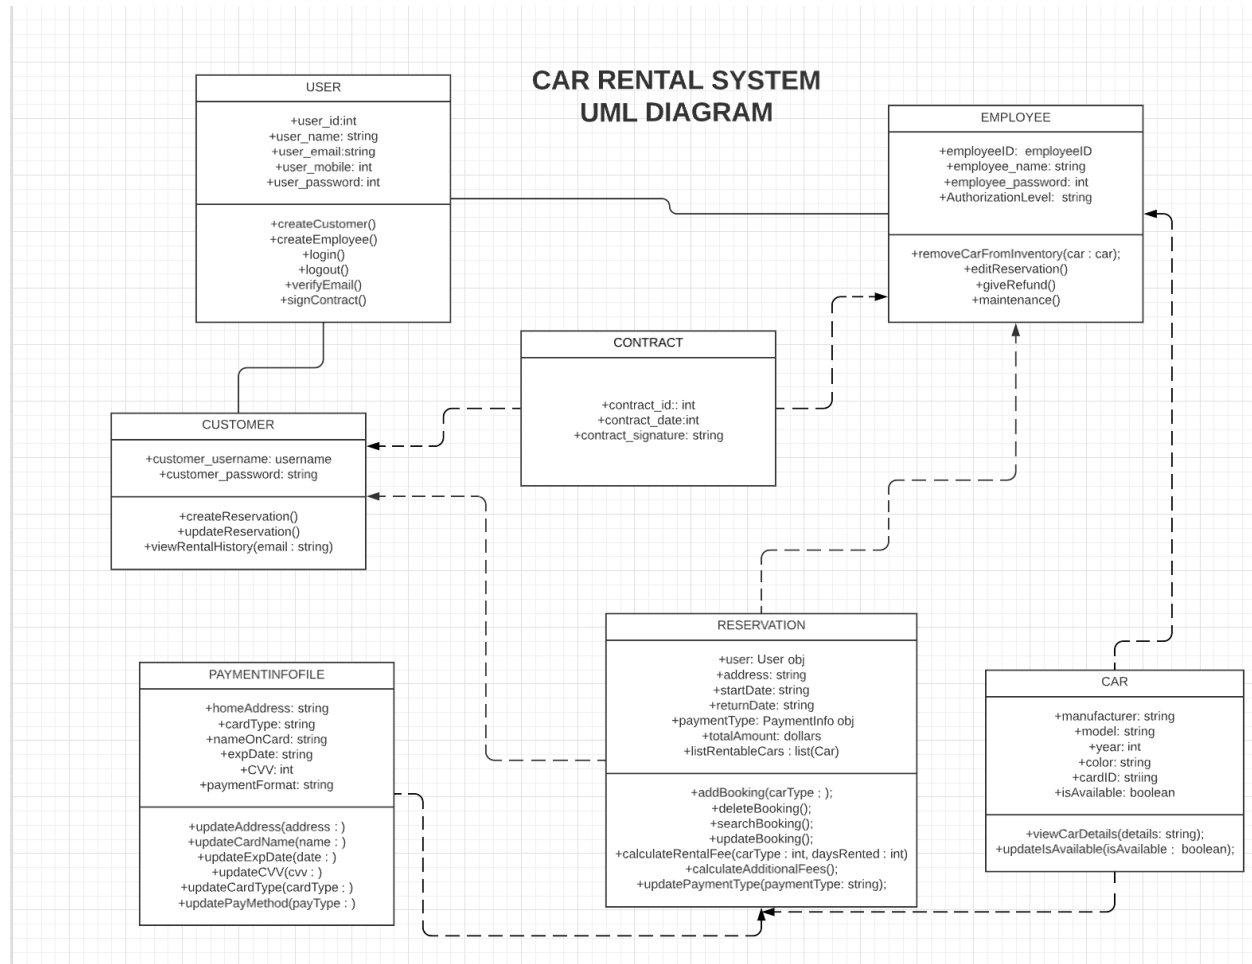 CAR RENTAL SYSTEM
UML DIAGRAM
USER
+user_id:int
+user_name: string
+user_email:string
+user_mobile: int
+user_password: int
+createCustomer()
+createEmployee()
+login()
+logout()
+verifyEmail()
+signContract()
EMPLOYEE
+employeeID:  employeeID
+employee_name: string
+employee_password: int
+AuthorizationLevel:  string
+removeCarFromInventory(car : car);
+editReservation()
+giveRefund()
+maintenance()
CONTRACT
+contract_id:: int
+contract_date:int
+contract_signature: string
CUSTOMER
+customer_username: username
+customer_password: string
+createReservation()
+updateReservation()
+viewRentalHistory(email : string)
RESERVATION
+user: User obj
+address: string
+startDate: string
+returnDate: string
+paymentType: PaymentInfo obj
+totalAmount: dollars
+listRentableCars : list(Car)
+addBooking(carType : );
+deleteBooking();
+searchBooking();
+updateBooking();
+calculateRentalFee(carType : int, daysRented : int)
+calculateAdditionalFees();
+updatePaymentType(paymentType: string);
PAYMENTINFOFILE
+homeAddress: string
+cardType: string
+nameOnCard: string
+expDate: string
+CVV: int
+paymentFormat: string
+updateAddress(address : )
+updateCardName(name : )
+updateExpDate(date : )
+updateCVV(cvv : )
+updateCardType(cardType : )
+updatePayMethod(payType : )
CAR
+manufacturer: string
+model: string
+year: int
+color: string
+cardID: striing
+isAvailable: boolean
+viewCarDetails(details: string);
+updateIsAvailable(isAvailable :  boolean);